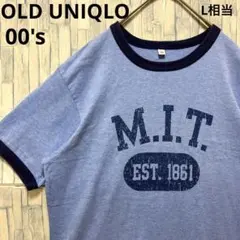 OLD UNIQLO
L相当
00's
M.I.T.
EST. 1861